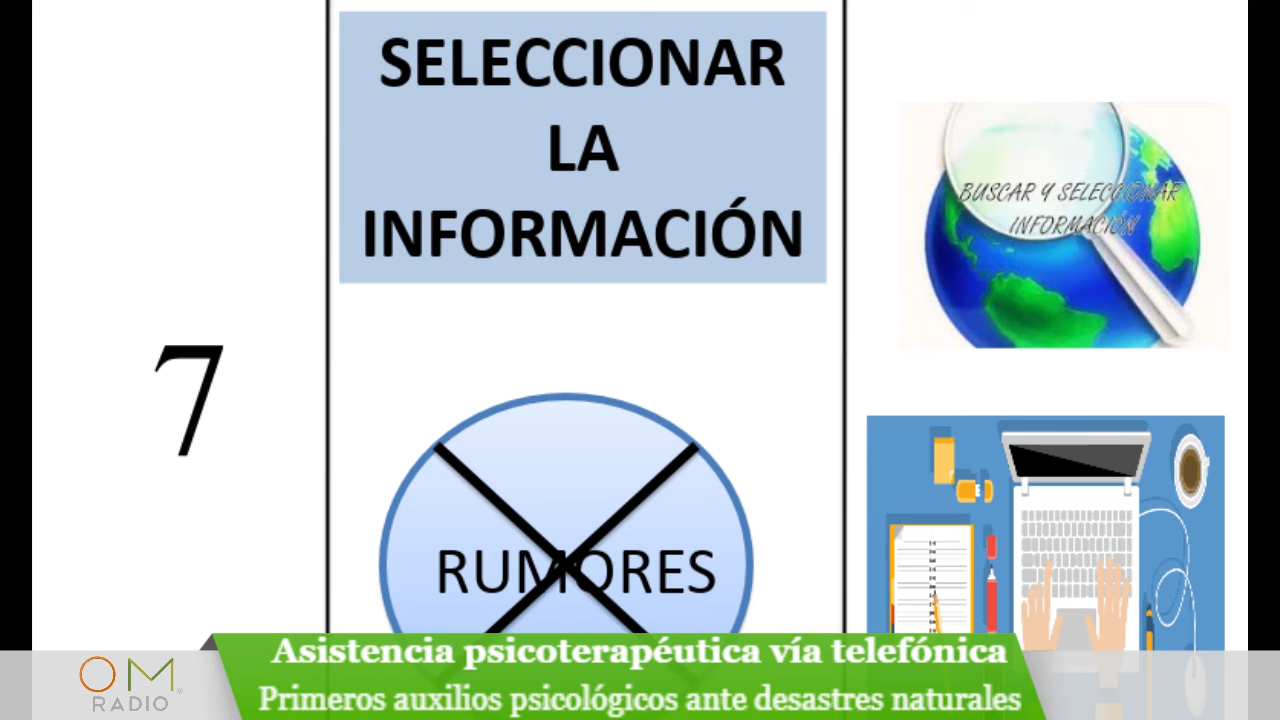 7
SELECCIONAR
LA
INFORMACIÓN
RUMORES
BUSCAR Y SELECCIONAR
INFORMACIÓN
Asistencia psicoterapéutica vía telefónica
Primeros auxilios psicológicos ante desastres naturales
OM
RADIO